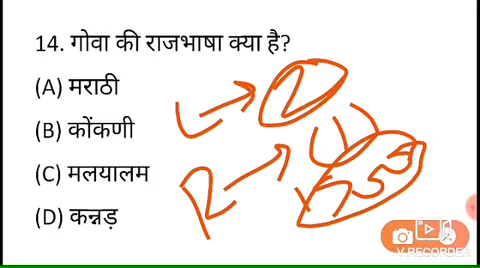 14. गोवा की राजभाषा क्या है?
(A) मराठी
(B) कोंकणी
(C) मलयालम
(D) कन्नड़
L → 
R →
V.RECORDER